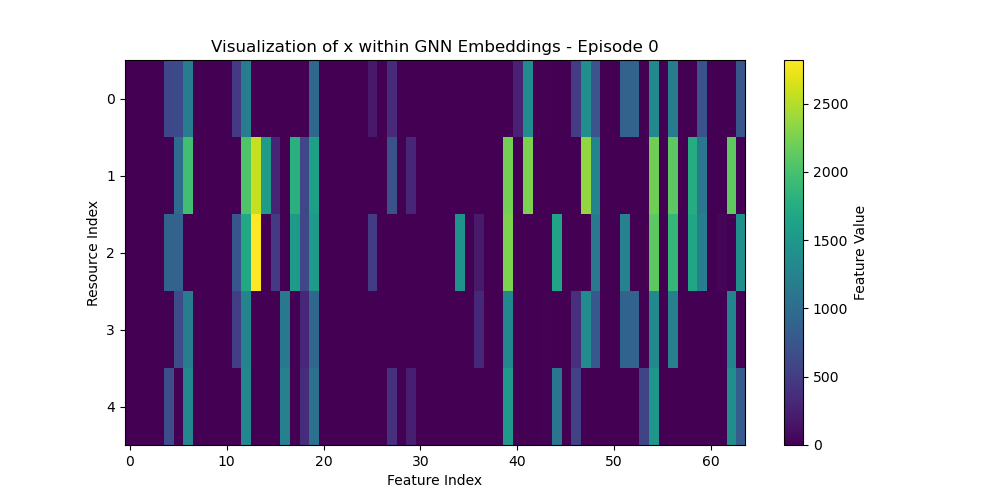 Visualization of x within GNN Embeddings - Episode 0
Resource Index
0
1
2
3
4
0 10 20 30 40 50 60
Feature Index
2500
2000
1500
1000
500
0
Feature Value